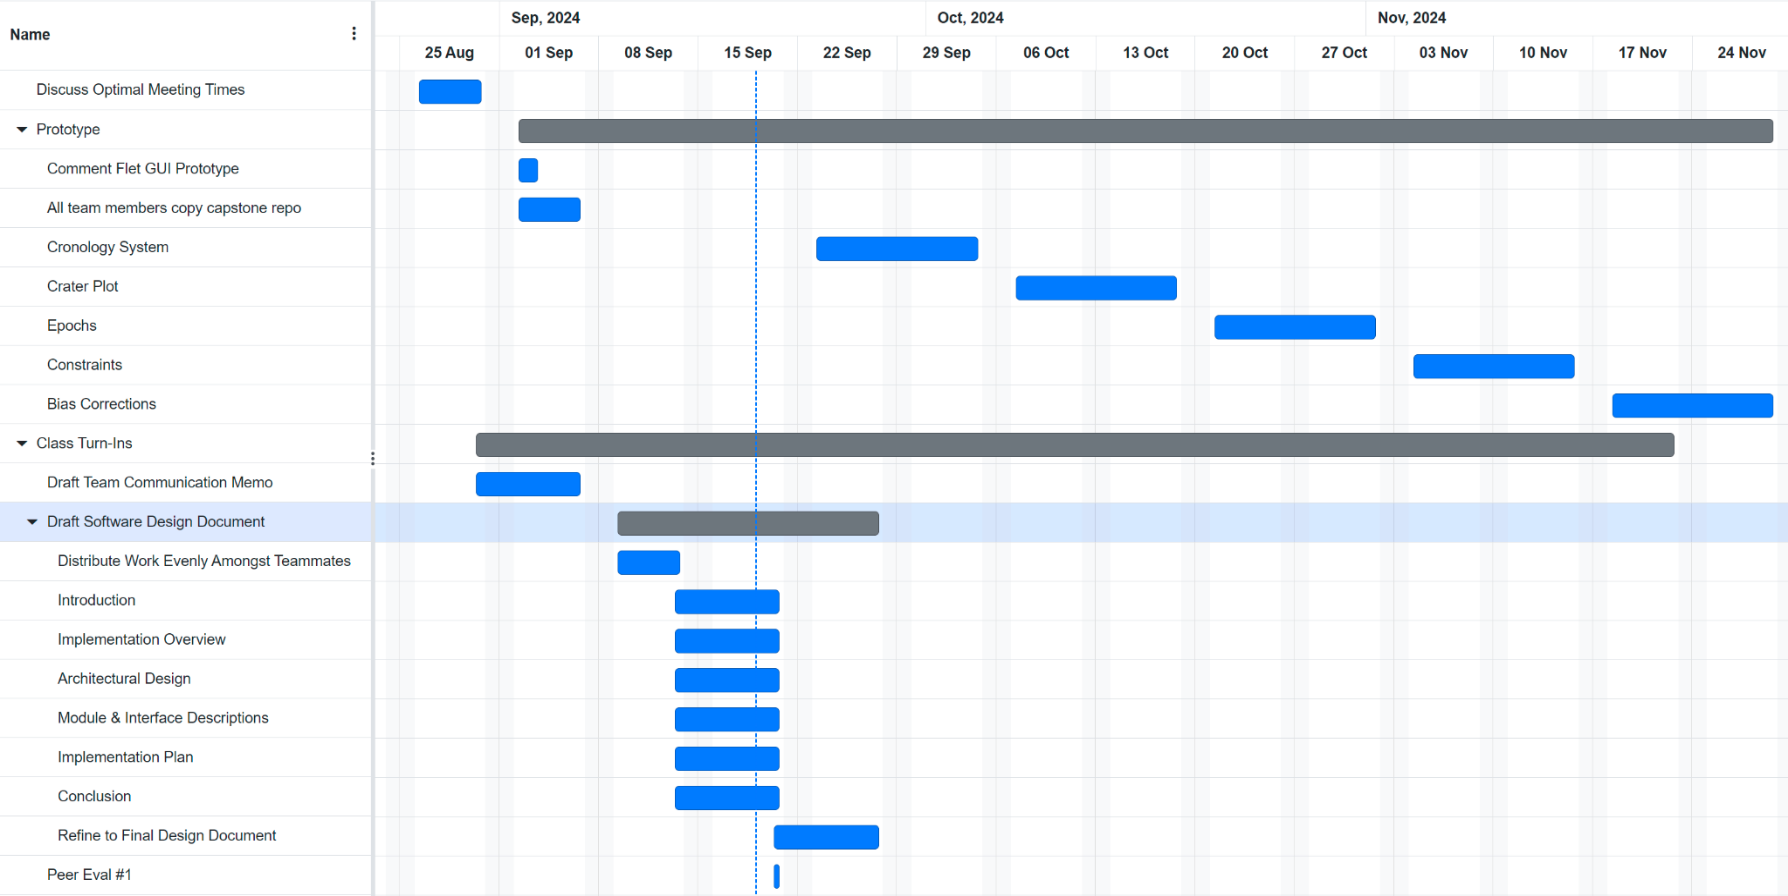 Name
Sep, 2024 Oct, 2024 Nov, 2024
25 Aug 01 Sep 08 Sep 15 Sep 22 Sep 29 Sep 06 Oct 13 Oct 20 Oct 27 Oct 03 Nov 10 Nov 17 Nov 24 Nov
Discuss Optimal Meeting Times
Prototype
Comment Flet GUI Prototype
All team members copy capstone repo
Cronology System
Crater Plot
Epochs
Constraints
Bias Corrections
Class Turn-Ins
Draft Team Communication Memo
Draft Software Design Document
Distribute Work Evenly Amongst Teammates
Introduction
Implementation Overview
Architectural Design
Module & Interface Descriptions
Implementation Plan
Conclusion
Refine to Final Design Document
Peer Eval #1